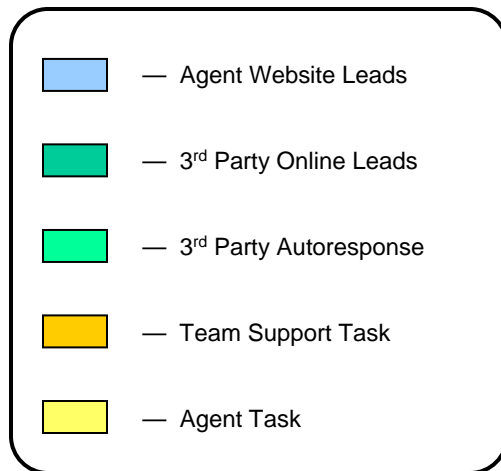 — Agent Website Leads
— 3rd Party Online Leads
— 3rd Party Autoresponse
— Team Support Task
— Agent Task